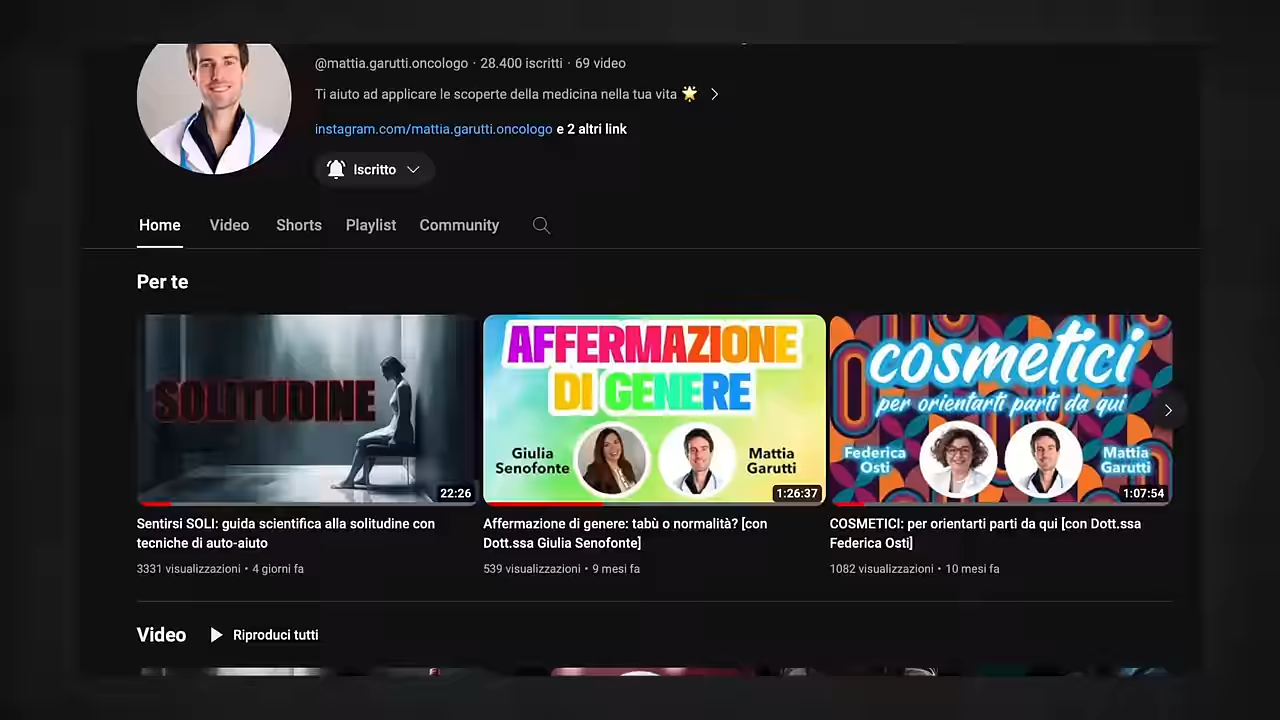 @mattia.garutti.oncologo · 28.400 iscritti · 69 video
Ti aiuto ad applicare le scoperte della medicina nella tua vita 🌟
instagram.com/mattia.garutti.oncologo e 2 altri link
Iscritto
Home Video Shorts Playlist Community
Per te
SOLITUDINE
22:26
AFFERMAZIONE
DI GENERE
Giulia
Senofonte
Mattia
Garutti
1:26:37
cosmetici
per orientarti parti da qui
Federica
Osti
Mattia
Garutti
1:07:54
Sentirsi SOLI: guida scientifica alla solitudine con
tecniche di auto-aiuto
3331 visualizzazioni • 4 giorni fa
Affermazione di genere: tabù o normalità? [con
Dott.ssa Giulia Senofonte]
539 visualizzazioni • 9 mesi fa
COSMETICI: per orientarti parti da qui [con Dott.ssa
Federica Osti]
1082 visualizzazioni • 10 mesi fa
Video Riproduci tutti